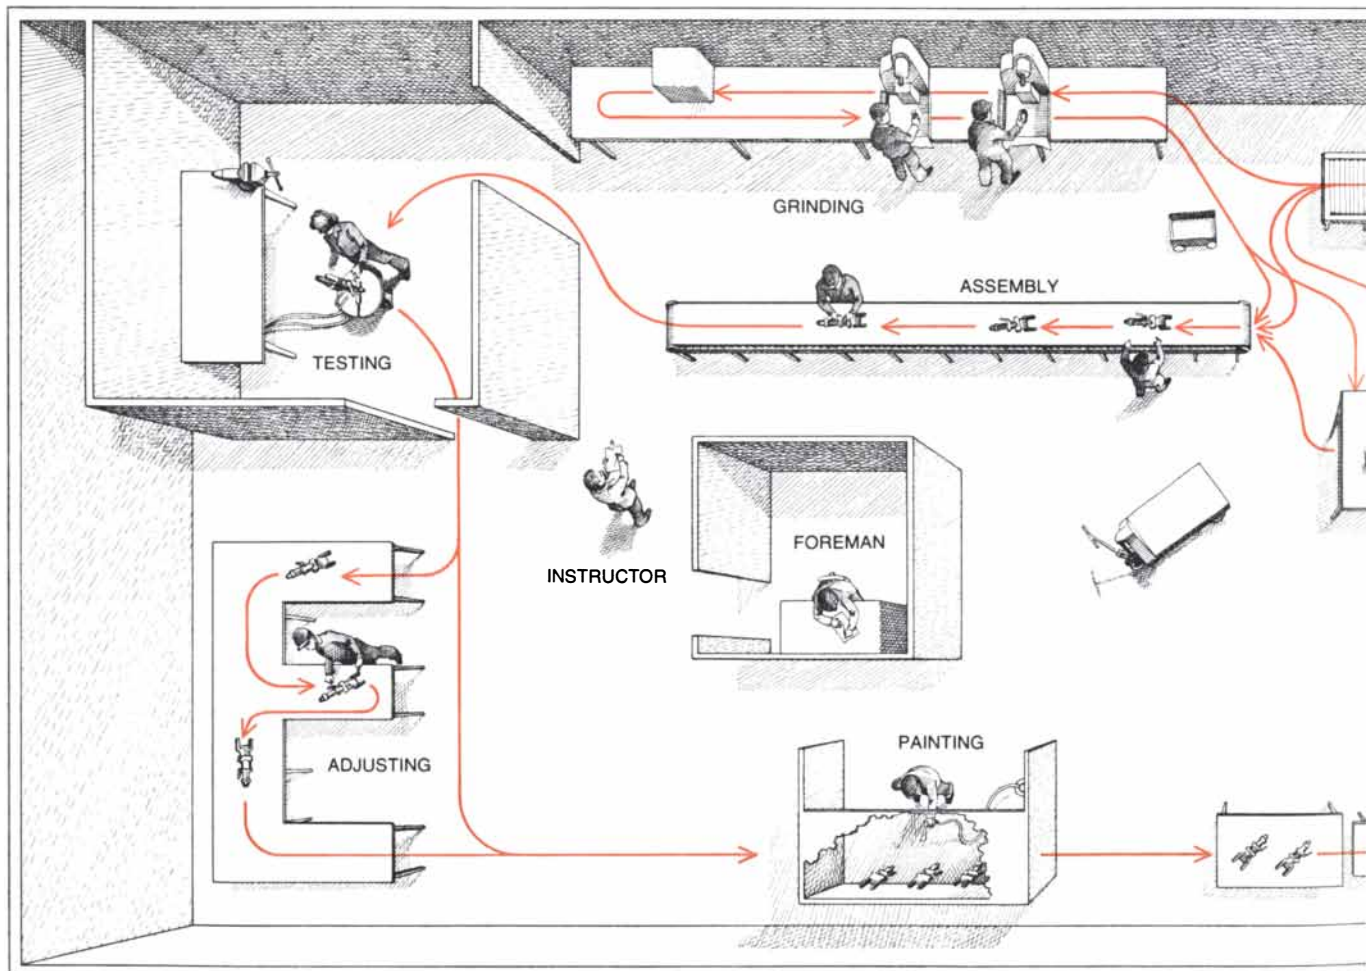 GRINDING
ASSEMBLY
TESTING
FOREMAN
INSTRUCTOR
PAINTING
ADJUSTING